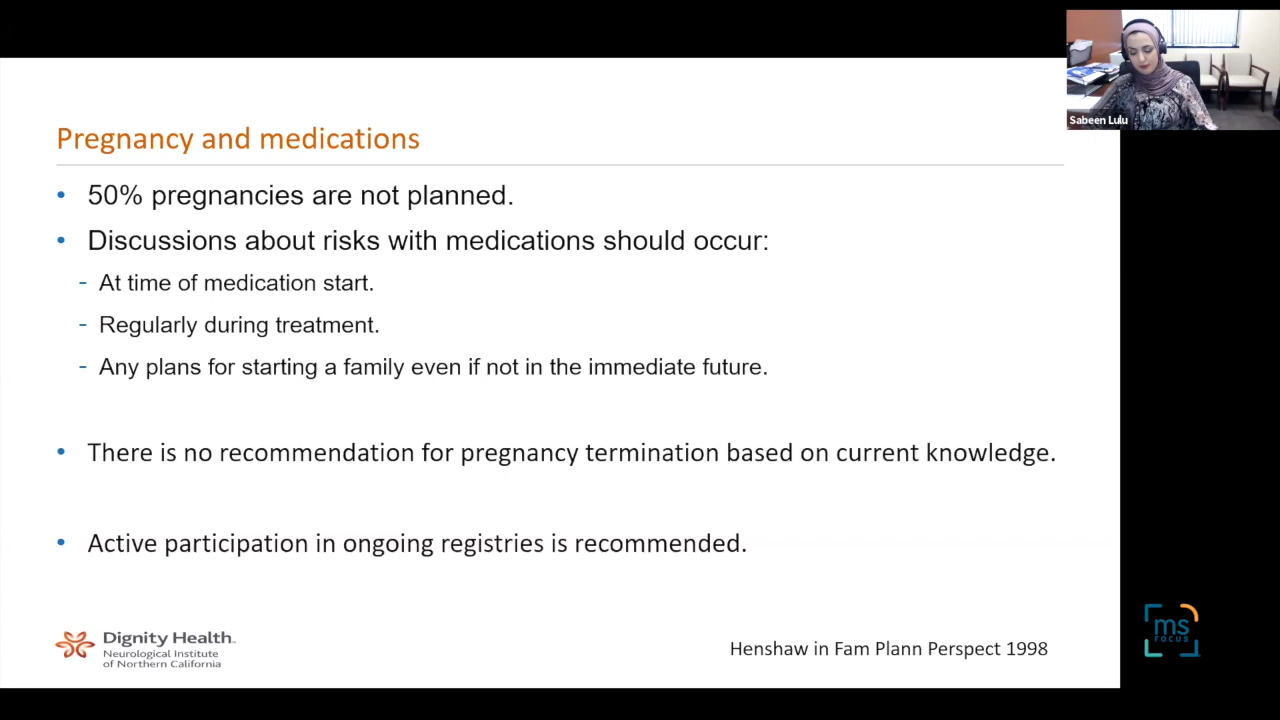 Sabeen Lulu
Pregnancy and medications
• 50% pregnancies are not planned.
• Discussions about risks with medications should occur:
- At time of medication start.
- Regularly during treatment.
- Any plans for starting a family even if not in the immediate future.
• There is no recommendation for pregnancy termination based on current knowledge.
• Active participation in ongoing registries is recommended.
Dignity Health™
Neurological Institute
of Northern California
Henshaw in Fam Plann Perspect 1998
ms
FOCUS